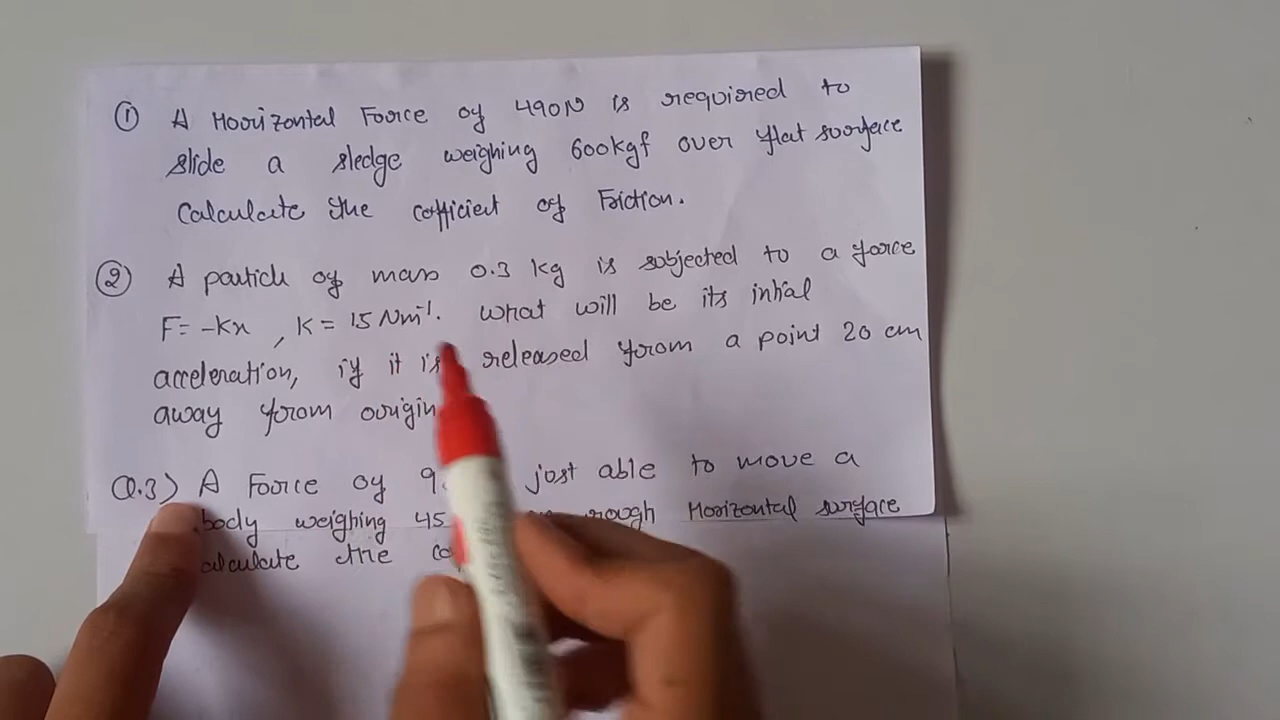 ① A Horizontal Force of 490N is required to
slide a sledge weighing 600kgf over flat surface
Calculate the cofficient of Friction.
② A particle of mass 0.3 kg is subjected to a force
F = -Kx , K = 15 Nm⁻¹. what will be its intial
acceleration, if it is released from a point 20 cm
away from origin
Q.3) A Force of just able to move a
body weighing 45 rough Horizontal surface
calculate the